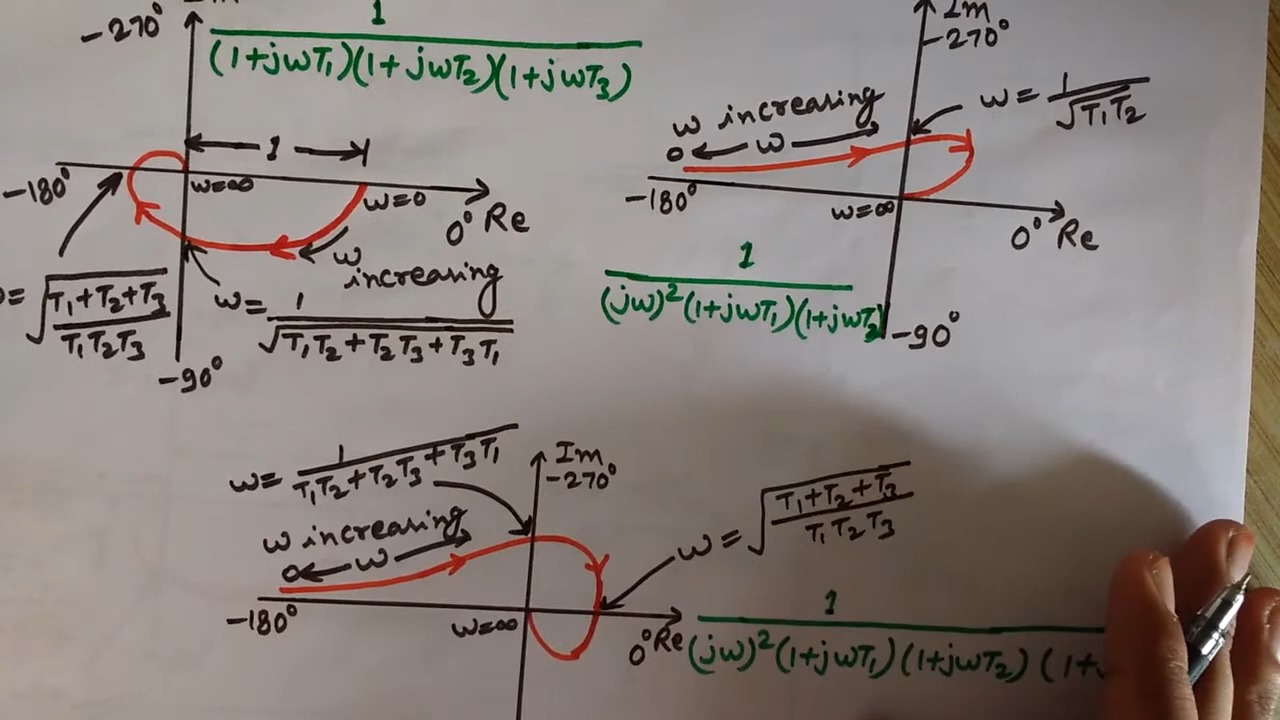 Im
-270°
1
(1+jωT₁)(1+jωT₂)(1+jωT₃)
1
-180°
ω=∞
ω=0
0° Re
ω increasing
= √(T₁+T₂+T₃ / T₁T₂T₃)
ω = 1 / √(T₁T₂+T₂T₃+T₃T₁)
-90°
Im
-270°
ω increasing
0 ← ω →
ω = 1 / √(T₁T₂)
-180°
ω=∞
0° Re
1
(jω)²(1+jωT₁)(1+jωT₂)
-90°
ω = 1 / T₁T₂+T₂T₃+T₃T₁
Im
-270°
ω increasing
0 ← ω →
ω = √(T₁+T₂+T₃ / T₁T₂T₃)
-180°
ω=∞
0° Re
1
(jω)²(1+jωT₁)(1+jωT₂)(1+